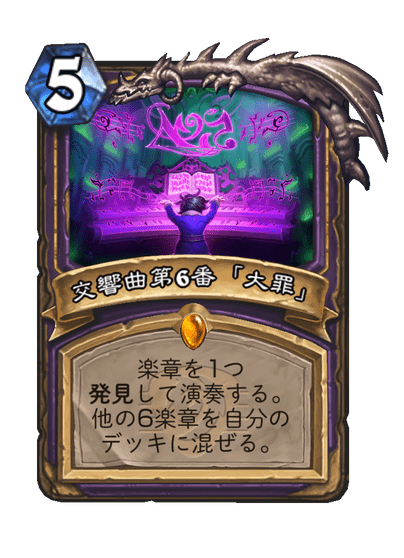 5
交響曲第6番「大罪」
楽章を1つ
発見して演奏する。
他の6楽章を自分の
デッキに混ぜる。